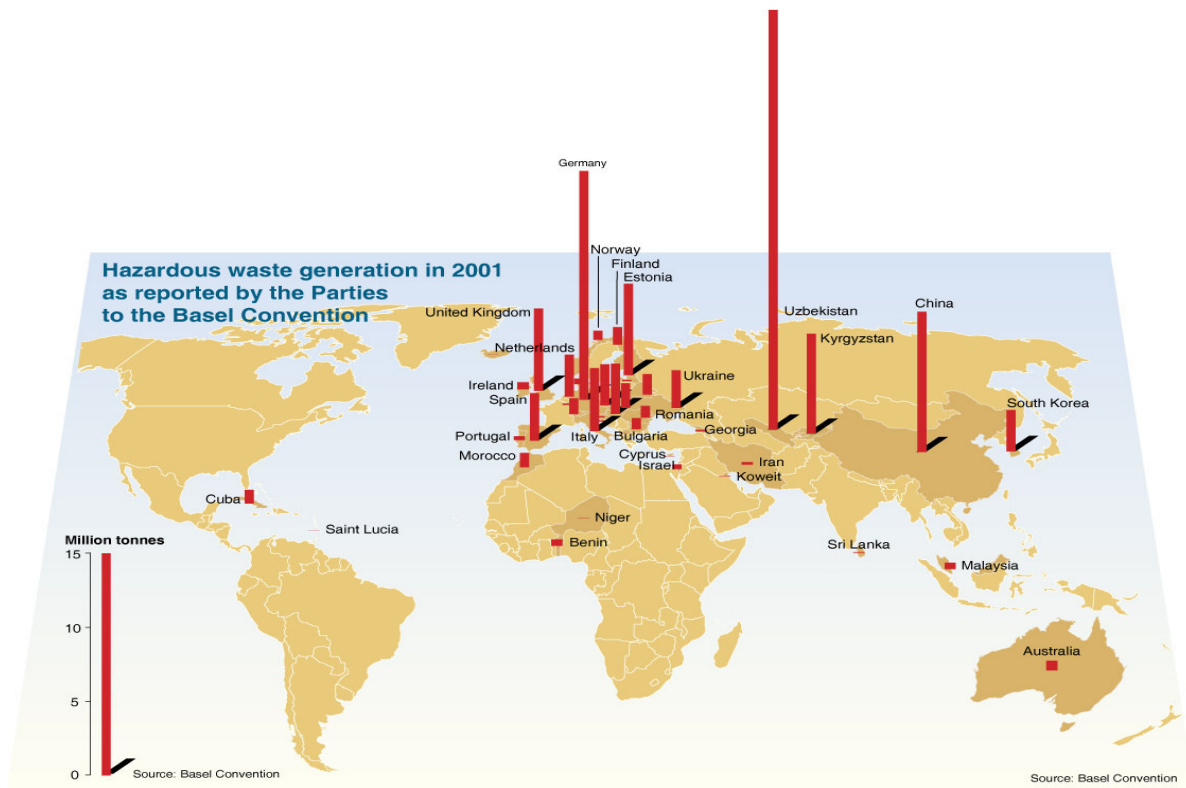 Germany
Norway
Finland
Estonia
Hazardous waste generation in 2001
as reported by the Parties
to the Basel Convention
United Kingdom
Uzbekistan
China
Kyrgyzstan
Netherlands
Ukraine
Ireland
Spain
South Korea
Romania
Georgia
Portugal
Italy
Bulgaria
Morocco
Cyprus
Israel
Iran
Koweit
Cuba
Niger
Saint Lucia
Benin
Sri Lanka
Malaysia
Million tonnes
15
10
5
0
Australia
Source: Basel Convention
Source: Basel Convention